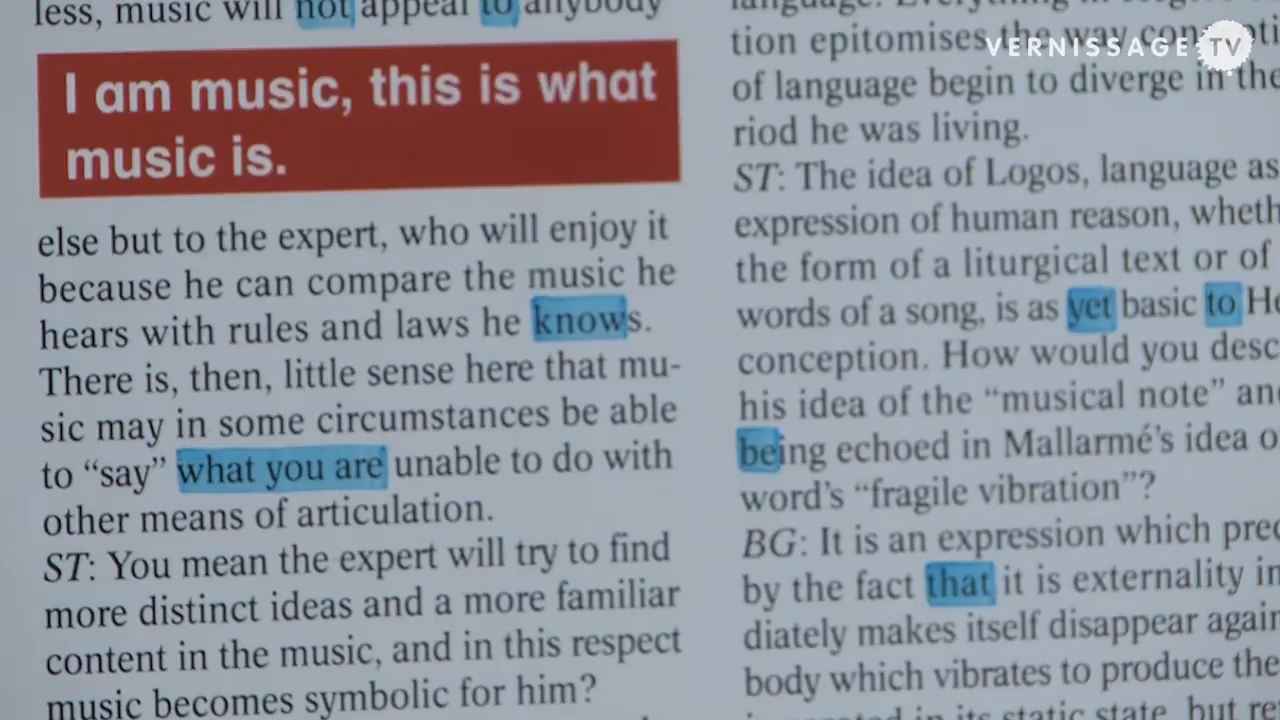 less, music will not appear to anybody
I am music, this is what
music is.
else but to the expert, who will enjoy it
because he can compare the music he
hears with rules and laws he knows.
There is, then, little sense here that mu-
sic may in some circumstances be able
to “say” what you are unable to do with
other means of articulation.
ST: You mean the expert will try to find
more distinct ideas and a more familiar
content in the music, and in this respect
music becomes symbolic for him?
VERNISSAGE TV
tion epitomises the way
of language begin to diverge in the
riod he was living.
ST: The idea of Logos, language as
expression of human reason, wheth
the form of a liturgical text or of
words of a song, is as yet basic to He
conception. How would you desc
his idea of the “musical note” and
being echoed in Mallarmé’s idea o
word’s “fragile vibration”?
BG: It is an expression which prec
by the fact that it is externality im
diately makes itself disappear again
body which vibrates to produce the
in its static state, but re